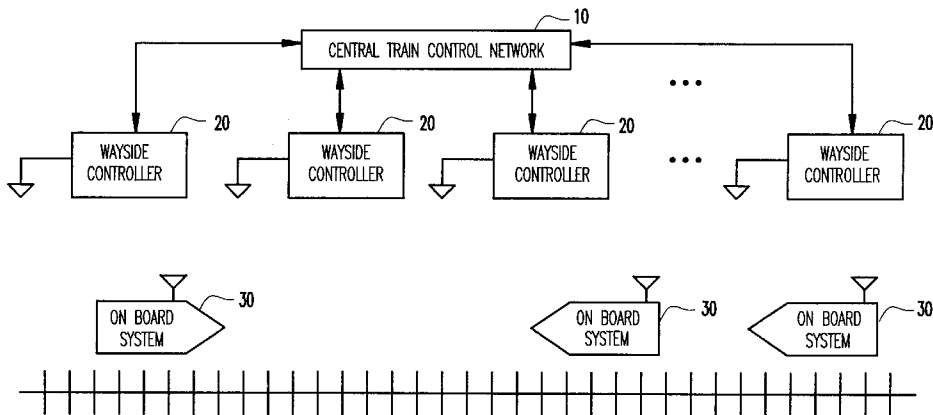 10
CENTRAL TRAIN CONTROL NETWORK
20
20
20
20
WAYSIDE
CONTROLLER
WAYSIDE
CONTROLLER
WAYSIDE
CONTROLLER
WAYSIDE
CONTROLLER
30
ON BOARD
SYSTEM
ON BOARD
SYSTEM
30
ON BOARD
SYSTEM
30